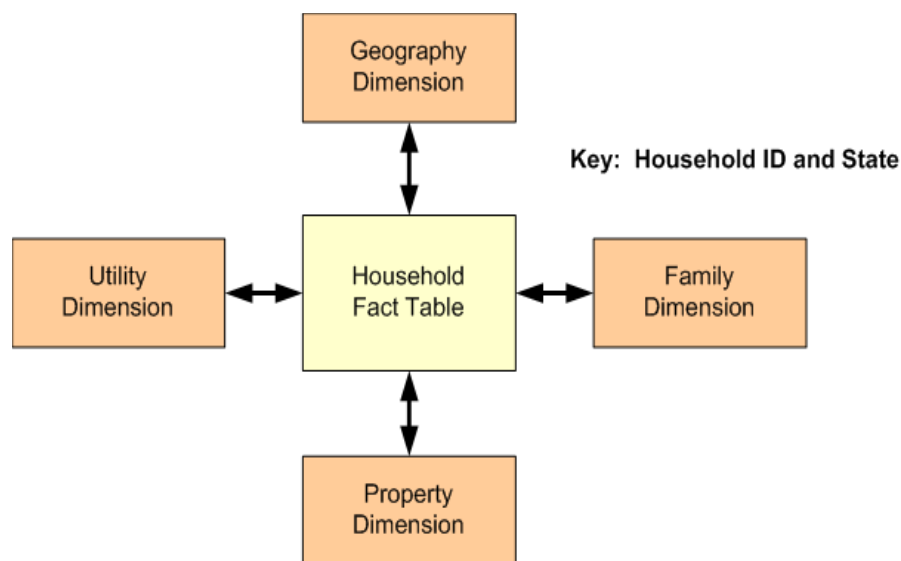 Geography
Dimension
Key:  Household ID and State
Utility
Dimension
Household
Fact Table
Family
Dimension
Property
Dimension